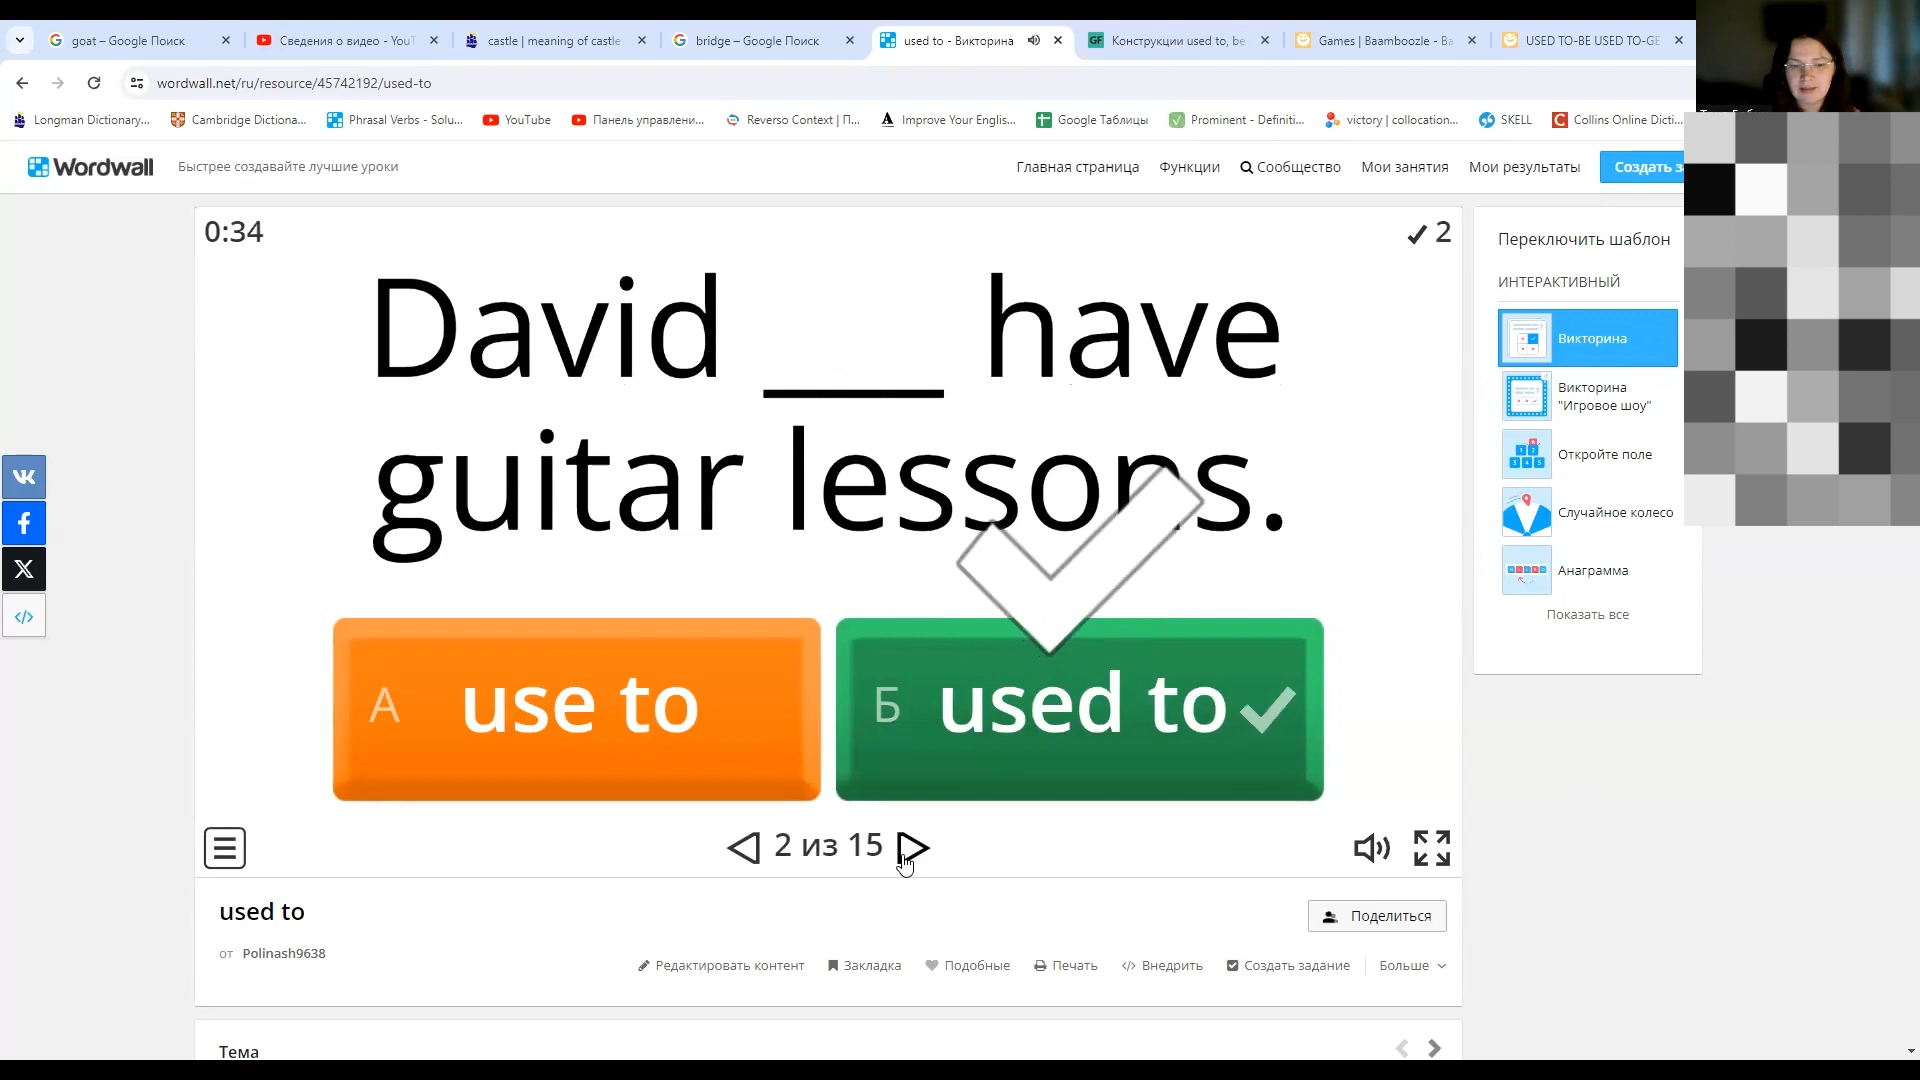 goat – Google Поиск
Сведения о видео - YouT
castle | meaning of castle
bridge – Google Поиск
used to - Викторина
GF Конструкции used to, be
Games | Baamboozle - Ba
USED TO-BE USED TO-GE
wordwall.net/ru/resource/45742192/used-to
Longman Dictionary...
Cambridge Dictiona...
Phrasal Verbs - Solu...
YouTube
Панель управлени...
Reverso Context | П...
Improve Your Englis...
Google Таблицы
Prominent - Definiti...
victory | collocation...
SKELL
Collins Online Dicti...
Wordwall
Быстрее создавайте лучшие уроки
Главная страница
Функции
Сообщество
Мои занятия
Мои результаты
Создать з
0:34
2
David ____ have
guitar lessons.
А use to
Б used to
2 из 15
Переключить шаблон
ИНТЕРАКТИВНЫЙ
Викторина
Викторина
"Игровое шоу"
Откройте поле
Случайное колесо
Анаграмма
Показать все
used to
Поделиться
от Polinash9638
Редактировать контент
Закладка
Подобные
Печать
Внедрить
Создать задание
Больше
Тема